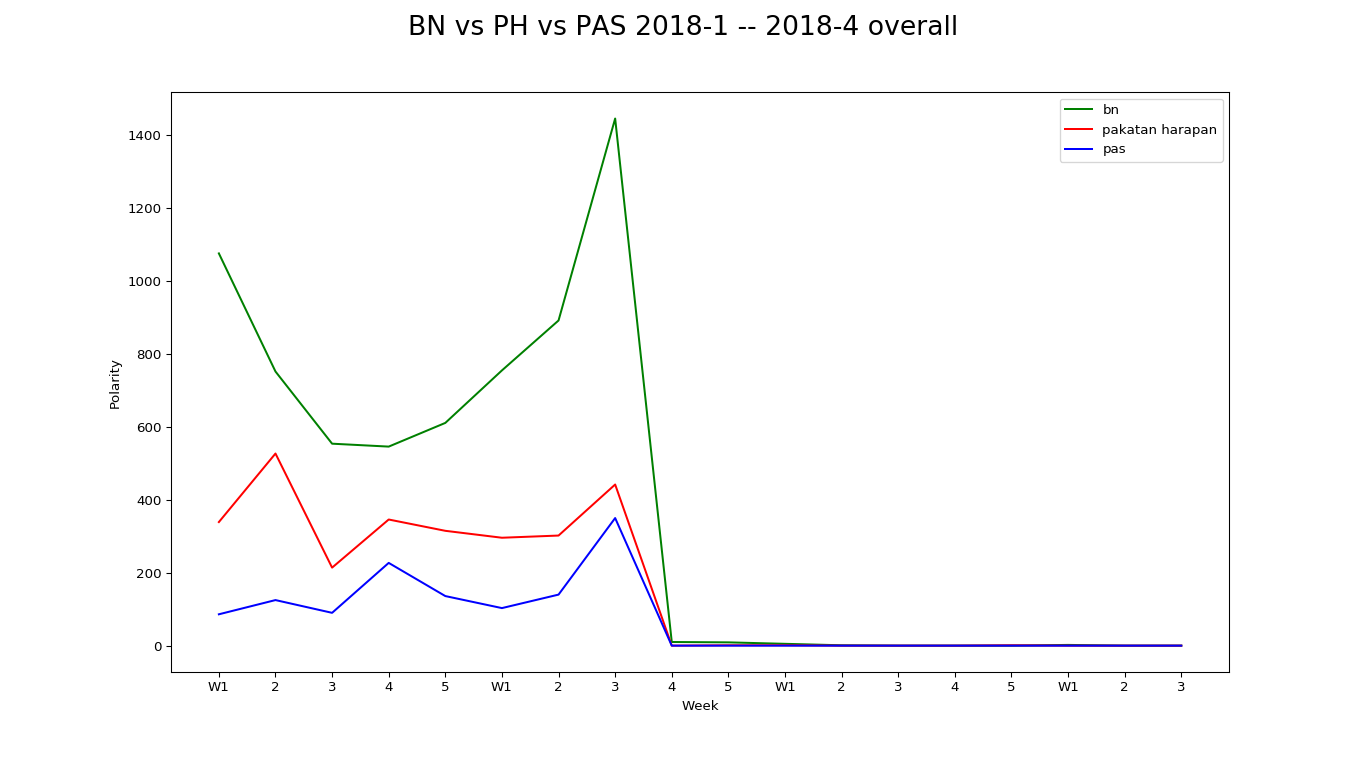 BN vs PH vs PAS 2018-1 -- 2018-4 overall
bn
pakatan harapan
pas
1400
1200
1000
800
600
400
200
0
Polarity
W1 2 3 4 5 W1 2 3 4 5 W1 2 3 4 5 W1 2 3
Week